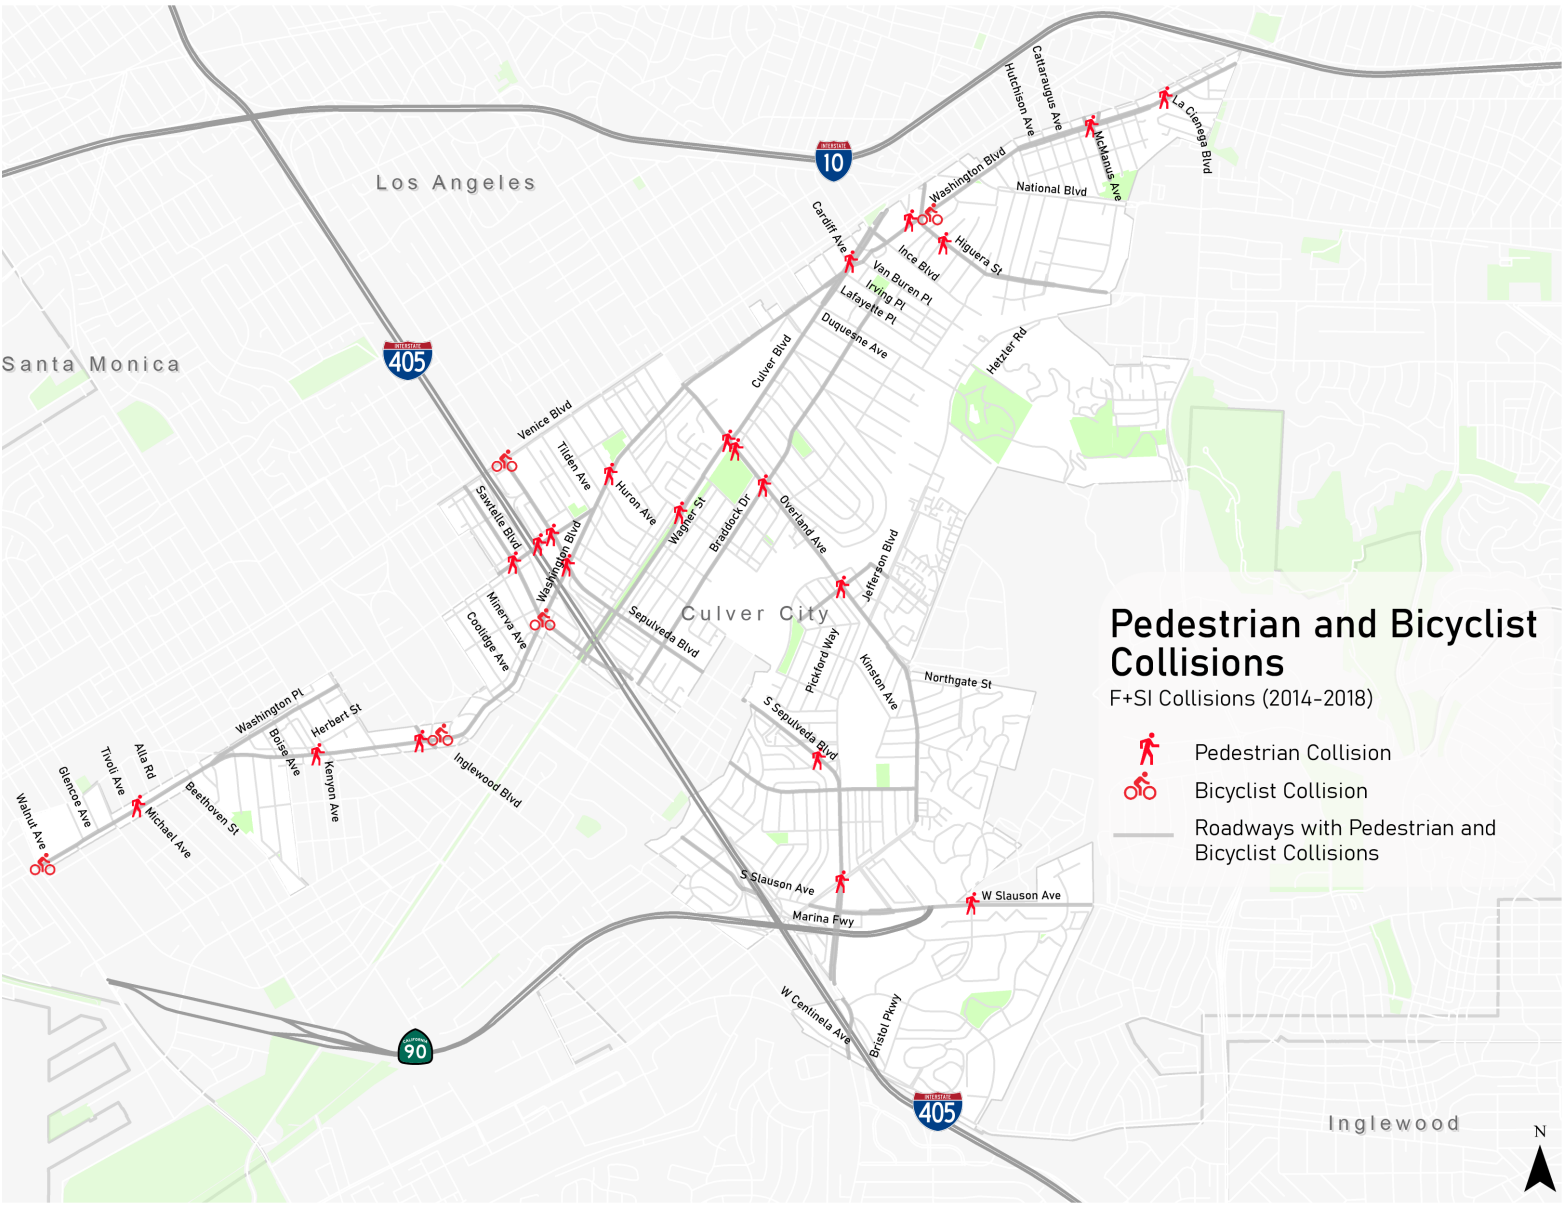 Cattaraugus Ave
Hutchison Ave
La Cienega Blvd
McManus Ave
INTERSTATE
10
Los Angeles
Washington Blvd
National Blvd
Cardiff Ave
Higuera St
Ince Blvd
Van Buren Pl
Irving Pl
Lafayette Pl
Duquesne Ave
Hetzler Rd
INTERSTATE
405
Santa Monica
Culver Blvd
Venice Blvd
Tilden Ave
Huron Ave
Sawtelle Blvd
Wagner St
Braddock Dr
Overland Ave
Washington Blvd
Jefferson Blvd
Minerva Ave
Coolidge Ave
Sepulveda Blvd
Culver City
Pickford Way
Kinston Ave
Northgate St
Pedestrian and Bicyclist
Collisions
F+SI Collisions (2014-2018)
Pedestrian Collision
Bicyclist Collision
Roadways with Pedestrian and
Bicyclist Collisions
Washington Pl
Herbert St
Boise Ave
Kenyon Ave
Inglewood Blvd
S Sepulveda Blvd
Alla Rd
Tivoli Ave
Glencoe Ave
Walnut Ave
Beethoven St
Michael Ave
S Slauson Ave
W Slauson Ave
Marina Fwy
W Centinela Ave
Bristol Pkwy
CALIFORNIA
90
INTERSTATE
405
Inglewood
N